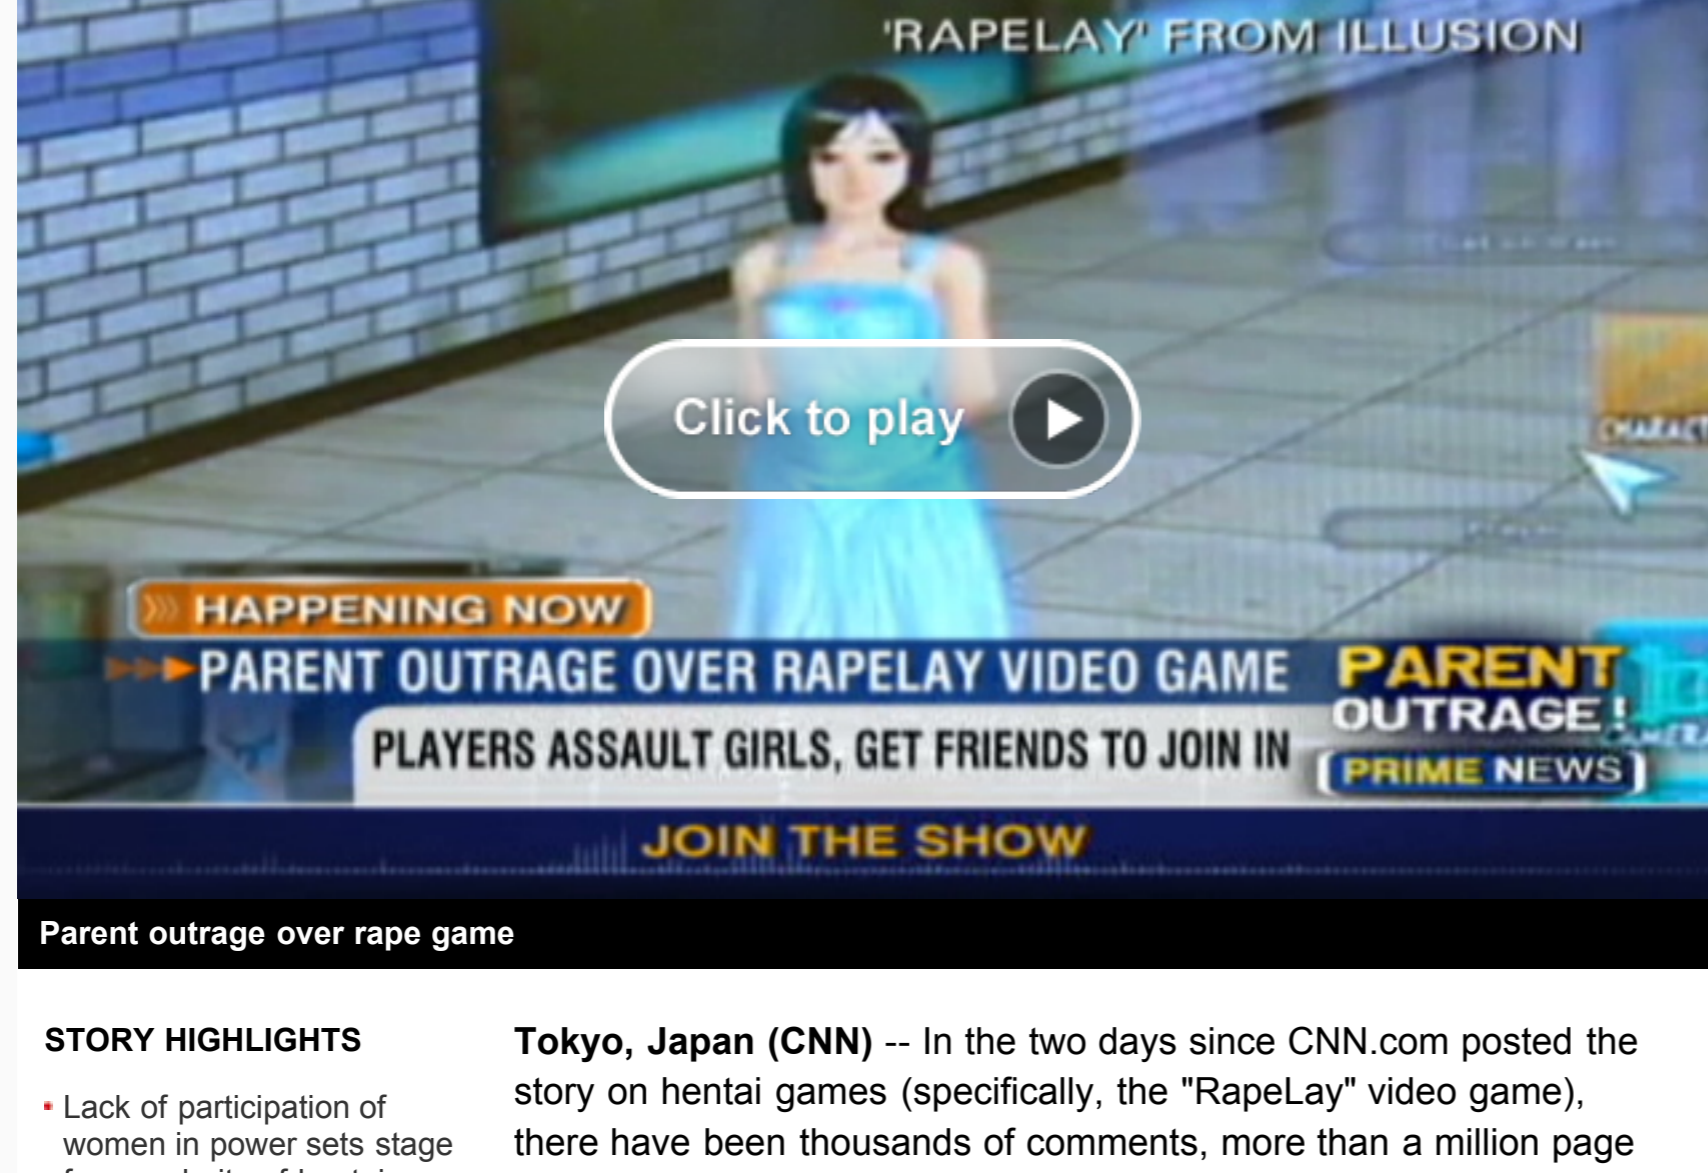 'RAPELAY' FROM ILLUSION
Click to play
HAPPENING NOW
PARENT OUTRAGE OVER RAPELAY VIDEO GAME
PLAYERS ASSAULT GIRLS, GET FRIENDS TO JOIN IN
PARENT
OUTRAGE!
PRIME NEWS
JOIN THE SHOW
Parent outrage over rape game
STORY HIGHLIGHTS
Lack of participation of
women in power sets stage
Tokyo, Japan (CNN) -- In the two days since CNN.com posted the
story on hentai games (specifically, the "RapeLay" video game),
there have been thousands of comments, more than a million page